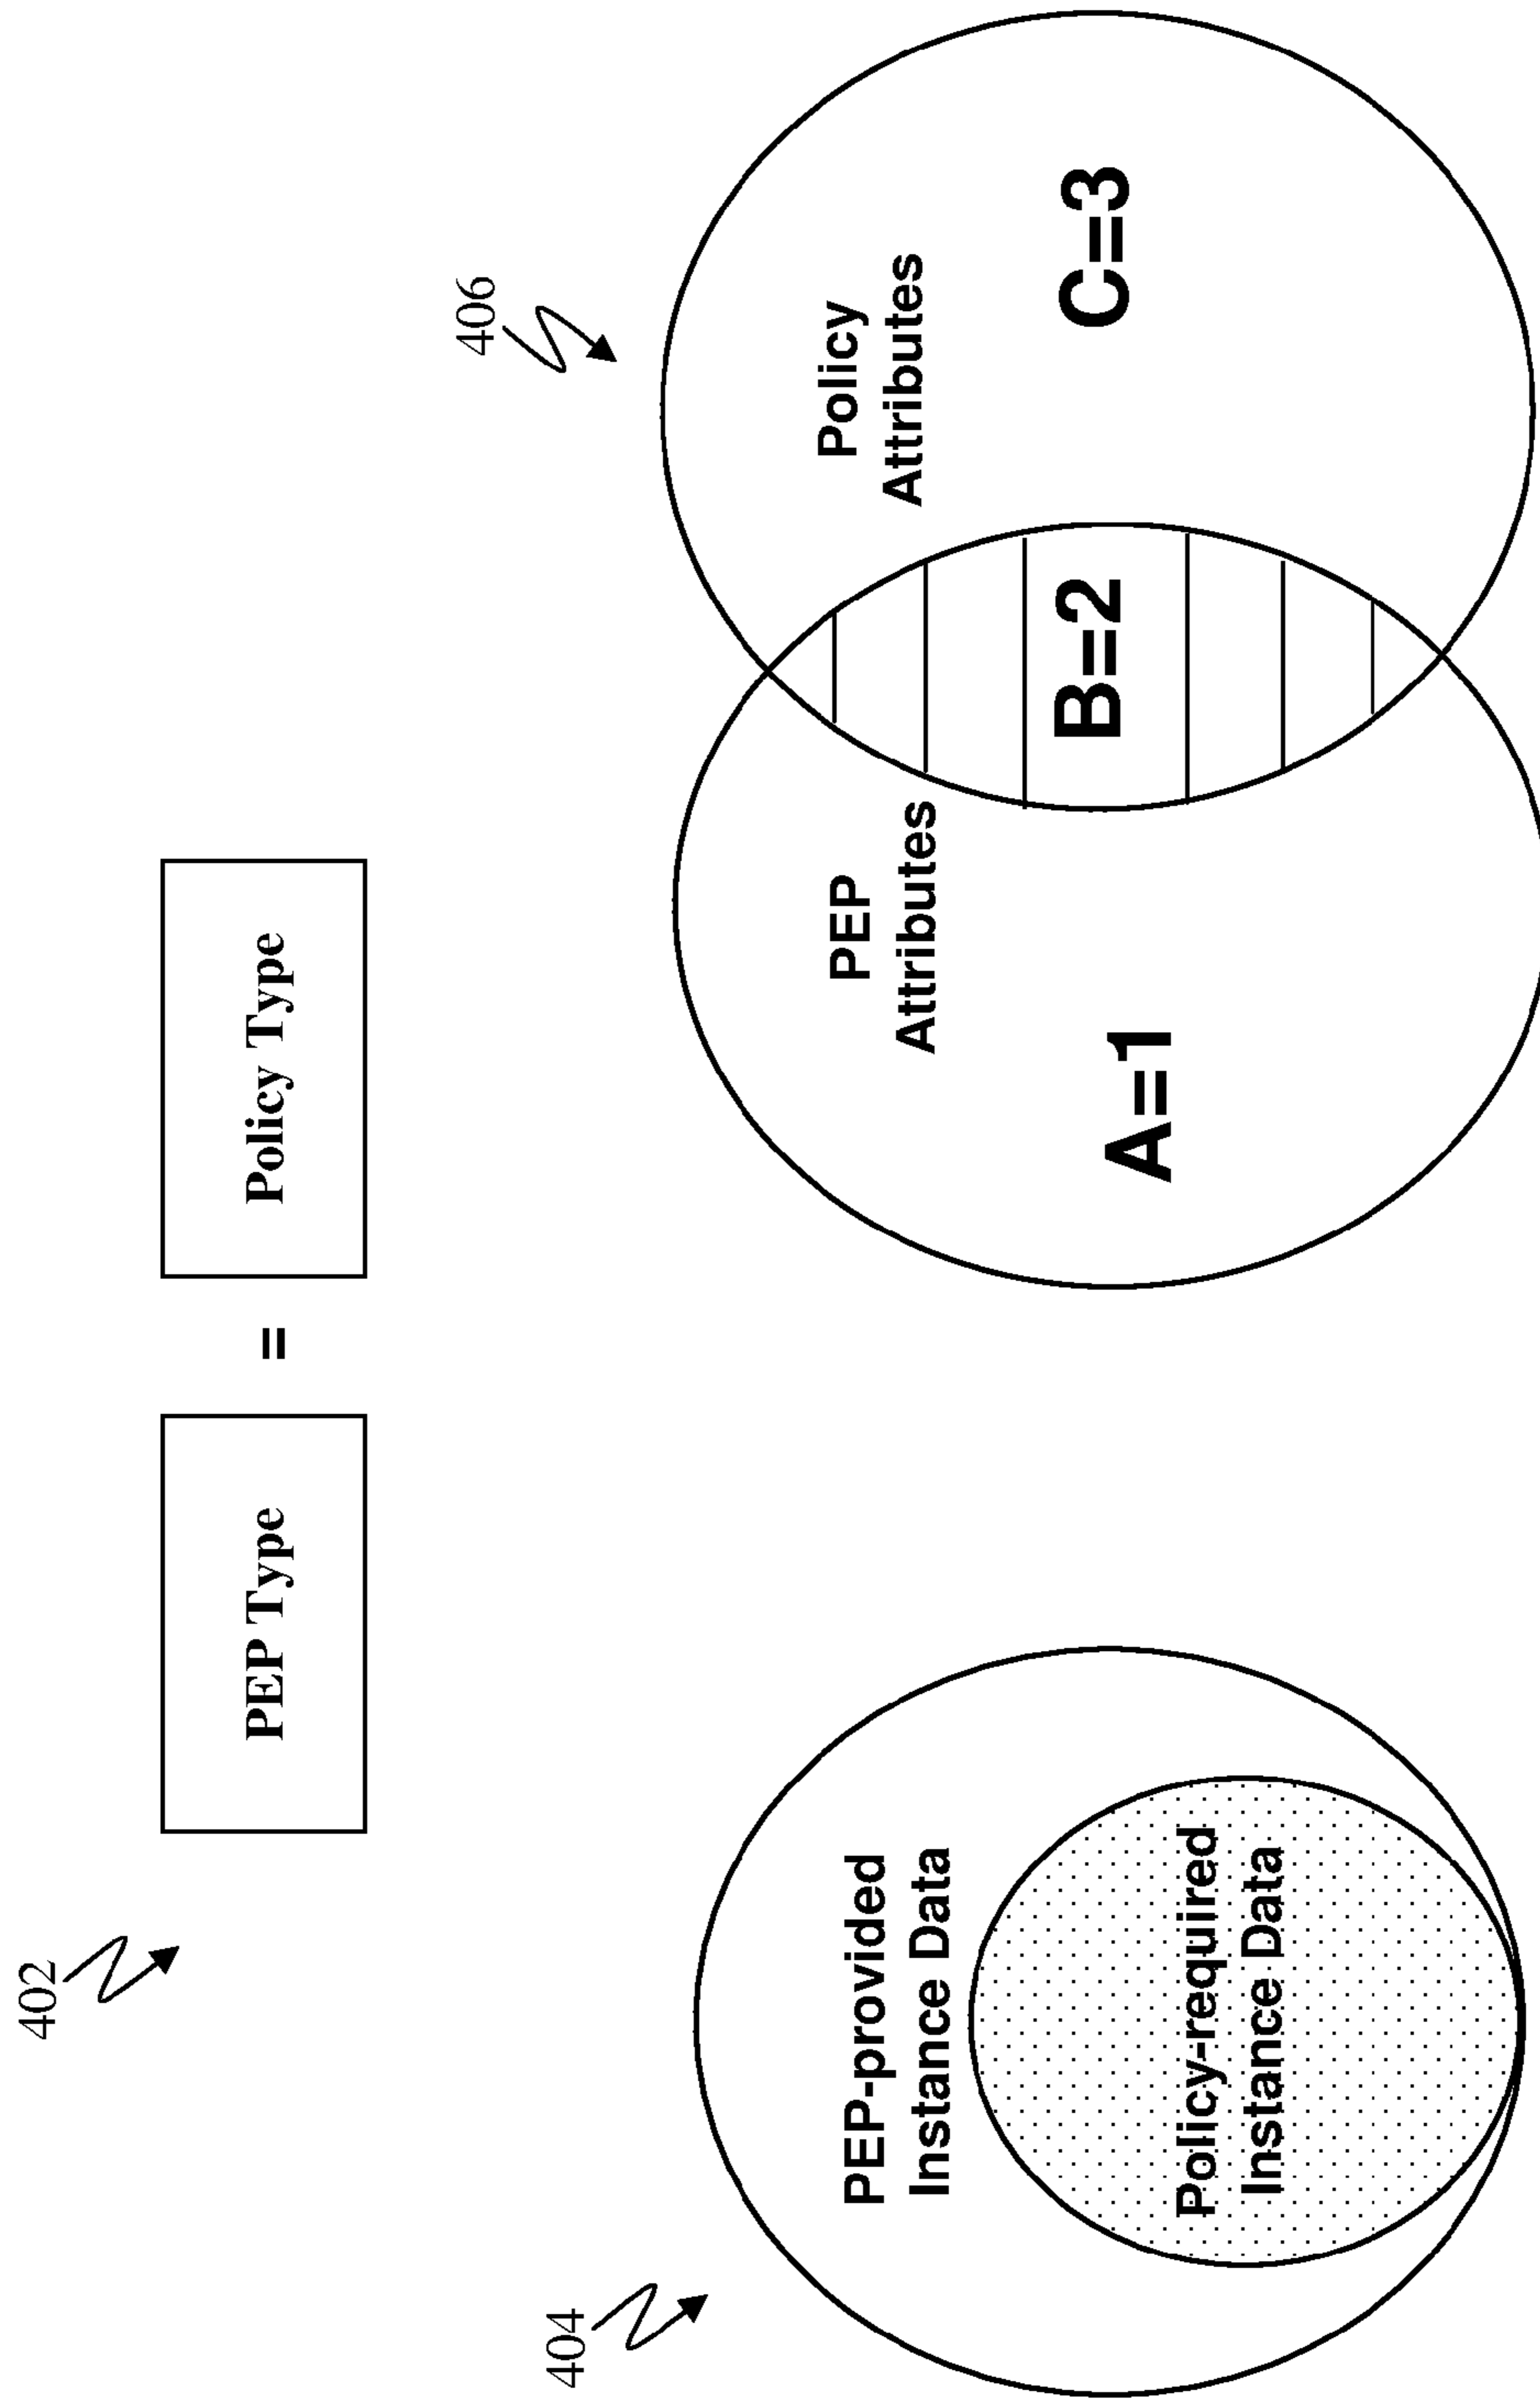 402
PEP Type
=
Policy Type
404
PEP-provided
Instance Data
Policy-required
Instance Data
406
PEP
Attributes
A=1
B=2
Policy
Attributes
C=3